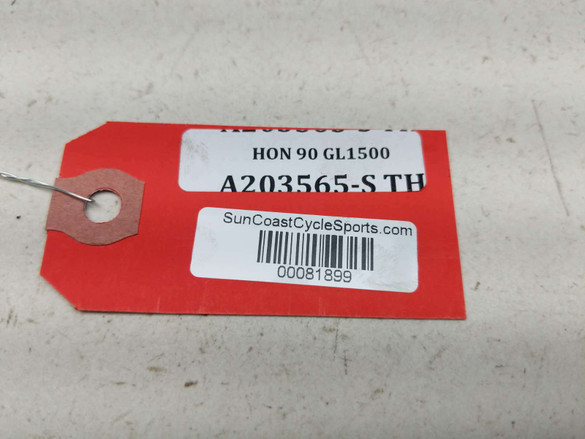 HON 90 GL1500
A203565-S TH
SunCoastCycleSports.com
00081899